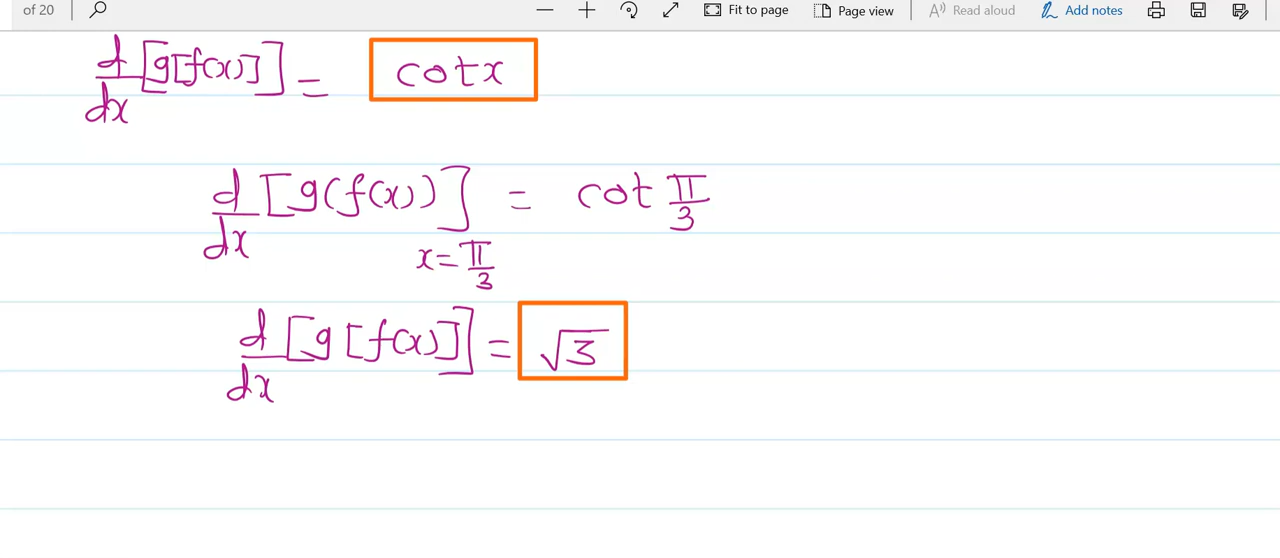 of 20 Fit to page Page view Read aloud Add notes
d/dx [g[f(x)]] = cot x
d/dx [g(f(x))] x = π/3 = cot π/3
d/dx [g[f(x)]] = √3